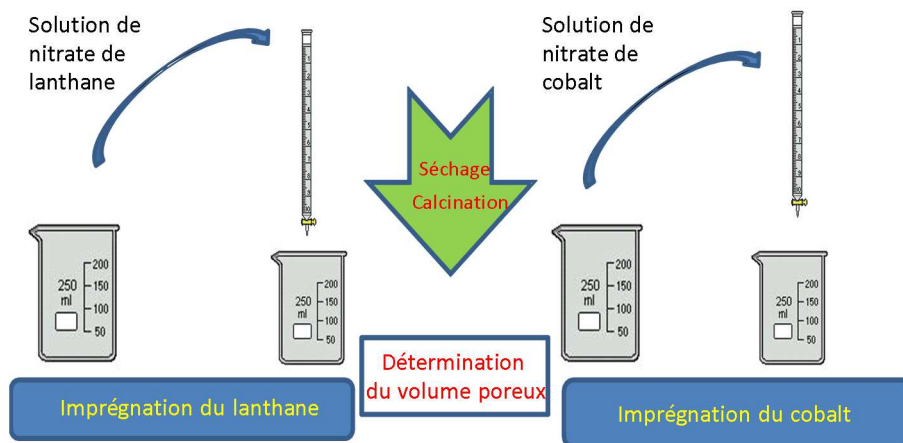 Solution de
nitrate de
lanthane
Solution de
nitrate de
cobalt
Séchage
Calcination
250
ml
200
150
100
50
250
ml
200
150
100
50
250
ml
200
150
100
50
250
ml
200
150
100
50
Détermination
du volume poreux
Imprégnation du lanthane
Imprégnation du cobalt